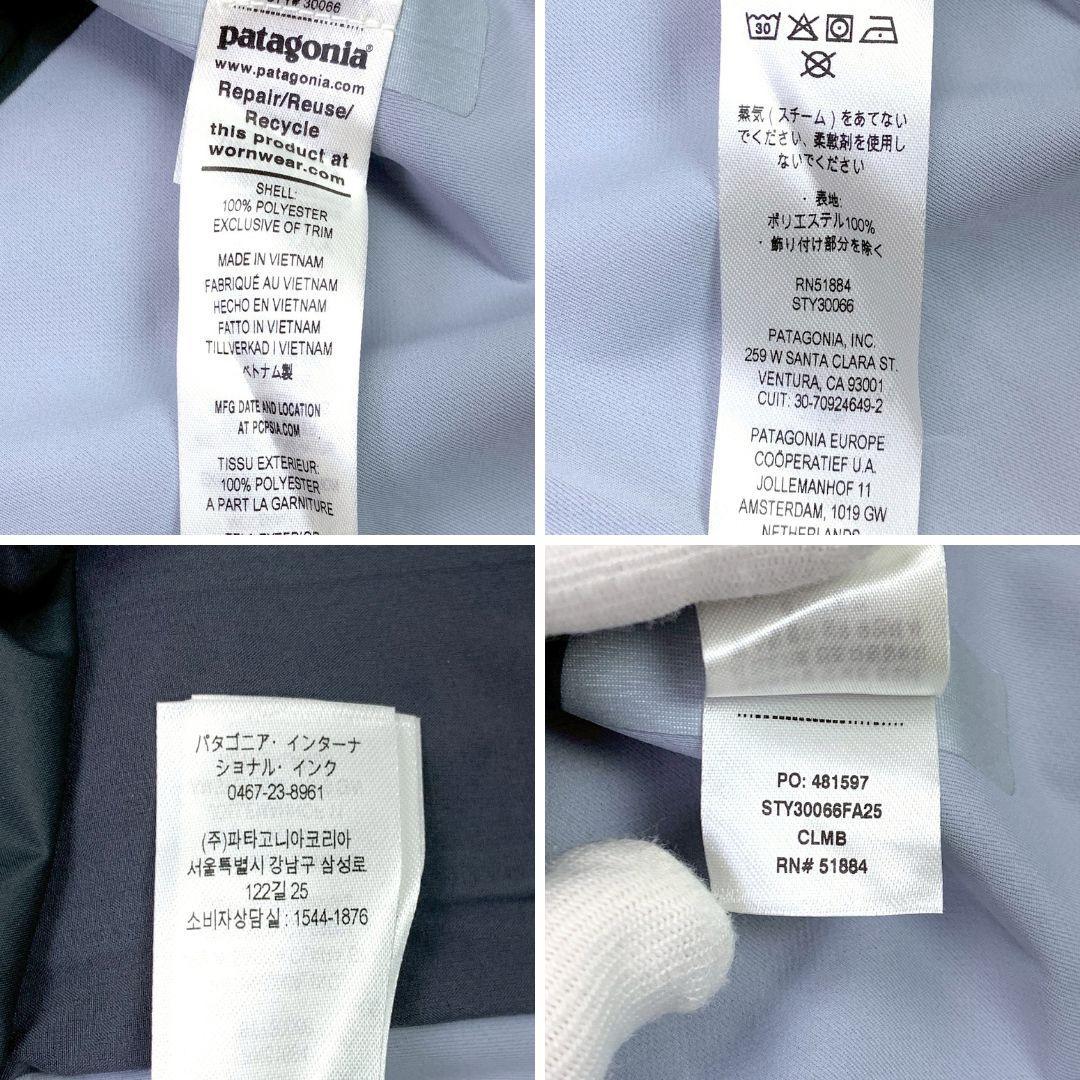 STY# 30066
patagonia®
www.patagonia.com
Repair/Reuse/
Recycle
this product at
wornwear.com
SHELL:
100% POLYESTER
EXCLUSIVE OF TRIM
MADE IN VIETNAM
FABRIQUÉ AU VIETNAM
HECHO EN VIETNAM
FATTO IN VIETNAM
TILLVERKAD I VIETNAM
ベトナム製
MFG DATE AND LOCATION
AT PCPSIA.COM
TISSU EXTERIEUR:
100% POLYESTER
A PART LA GARNITURE
30
蒸気(スチーム)をあてない
でください、柔軟剤を使用し
ないでください
・表地:
ポリエステル100%
・飾り付け部分を除く
RN51884
STY30066
PATAGONIA, INC.
259 W SANTA CLARA ST.
VENTURA, CA 93001
CUIT: 30-70924649-2
PATAGONIA EUROPE
COÖPERATIEF U.A.
JOLLEMANHOF 11
AMSTERDAM, 1019 GW
NETHERLANDS
パタゴニア・インターナ
ショナル・インク
0467-23-8961
(주)파타고니아코리아
서울특별시 강남구 삼성로
122길 25
소비자상담실 : 1544-1876
PO: 481597
STY30066FA25
CLMB
RN# 51884